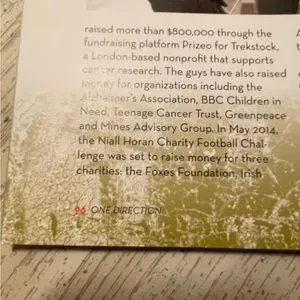 raised more than $800,000 through the
fundraising platform Prizeo for Trekstock,
a London-based nonprofit that supports
cancer research. The guys have also raised
money for organizations including the
Alzheimer's Association, BBC Children in
Need, Teenage Cancer Trust, Greenpeace
and Mines Advisory Group. In May 2014,
the Niall Horan Charity Football Chal-
lenge was set to raise money for three
charities: the Foxes Foundation, Irish
96 ONE DIRECTION